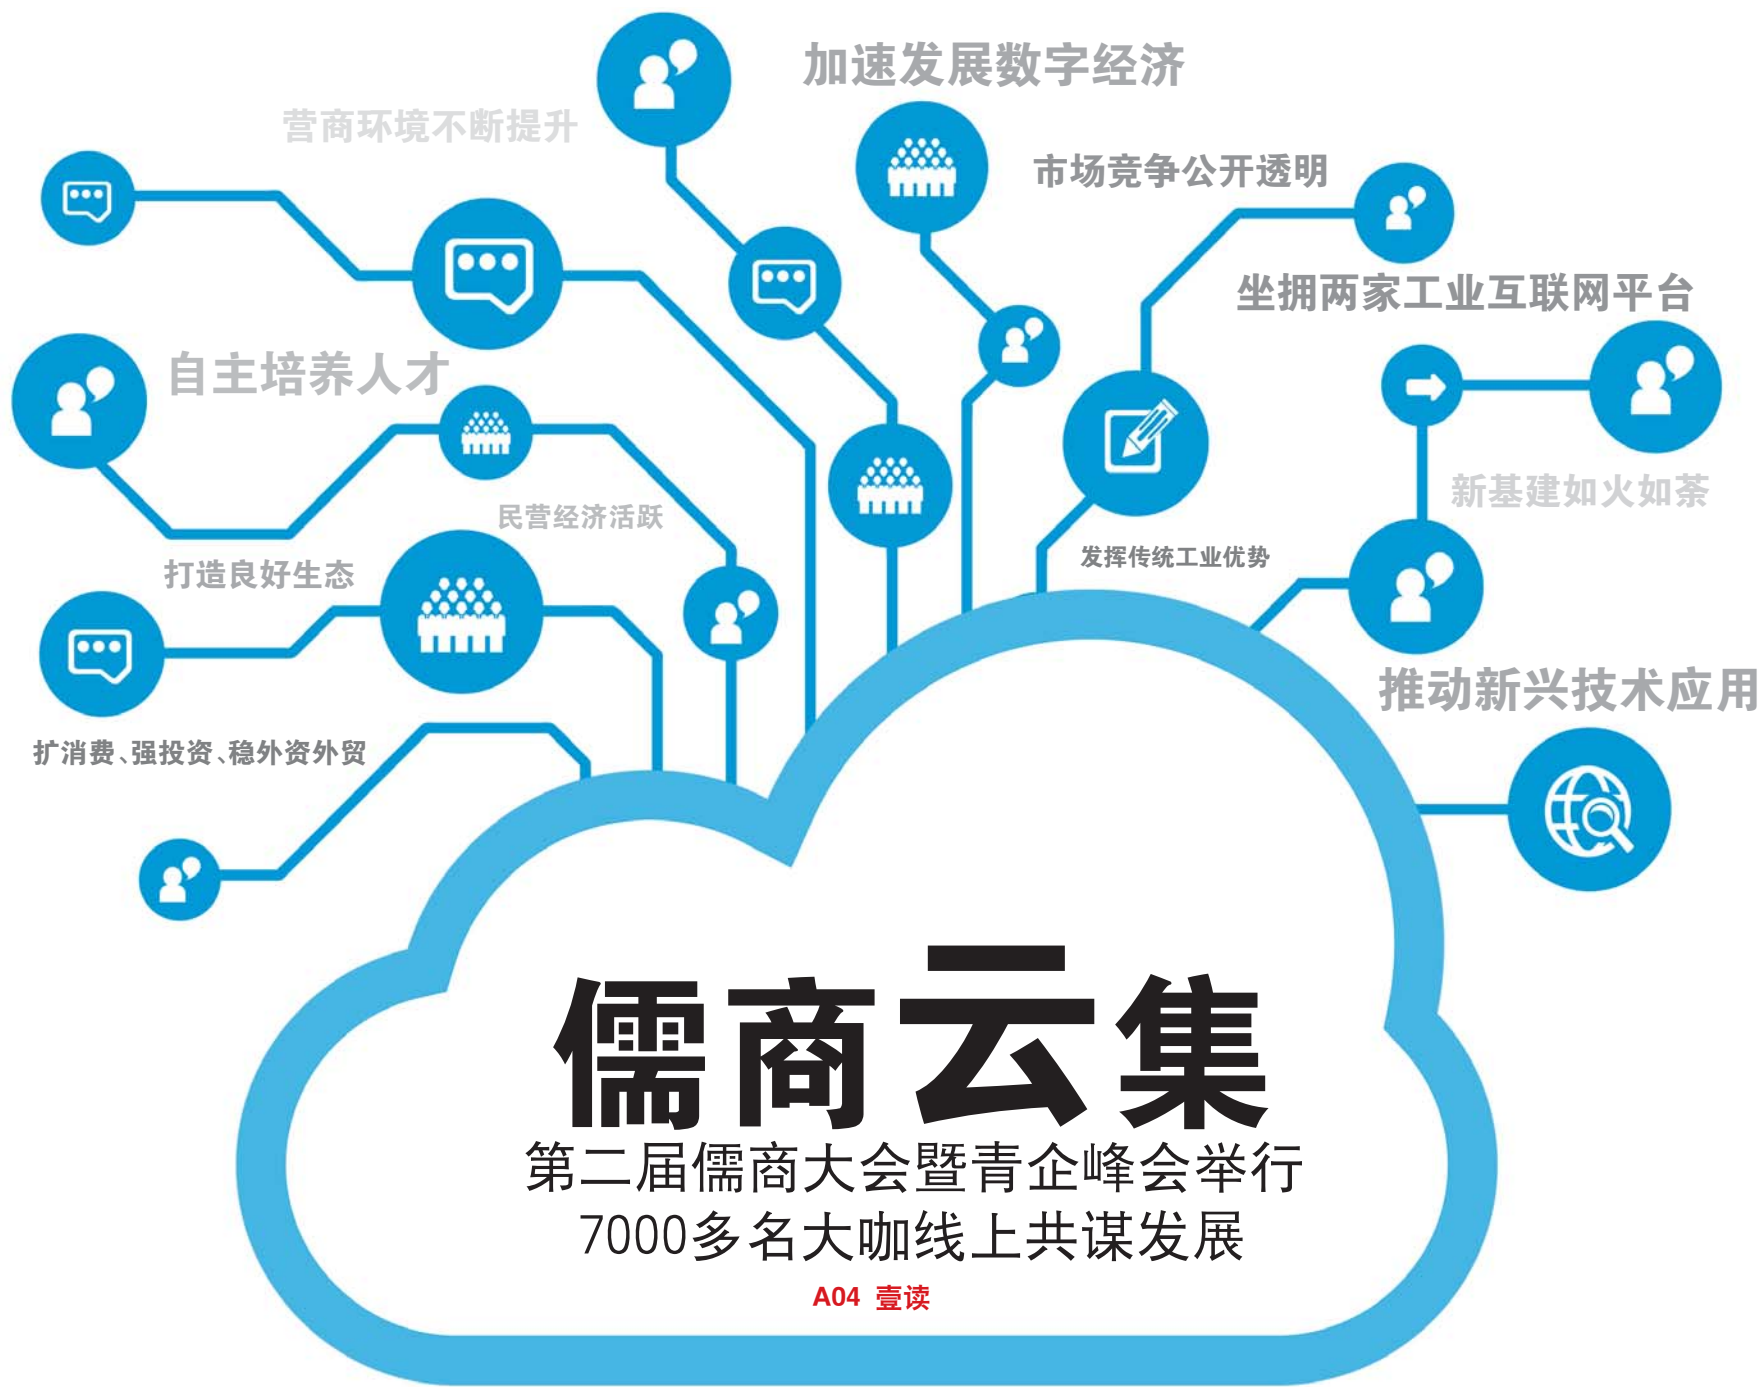 加速发展数字经济
营商环境不断提升
市场竞争公开透明
坐拥两家工业互联网平台
自主培养人才
新基建如火如荼
民营经济活跃
发挥传统工业优势
打造良好生态
推动新兴技术应用
扩消费、强投资、稳外资外贸
儒商云集
第二届儒商大会暨青企峰会举行
7000多名大咖线上共谋发展
A04 壹读